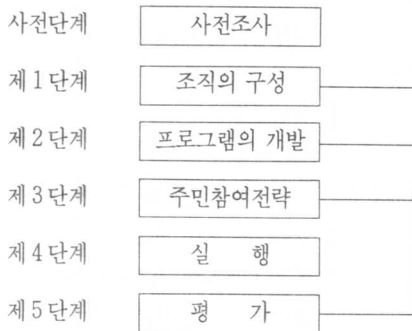 사전단계 사전조사
제1단계 조직의 구성
제2단계 프로그램의 개발
제3단계 주민참여전략
제4단계 실 행
제5단계 평 가